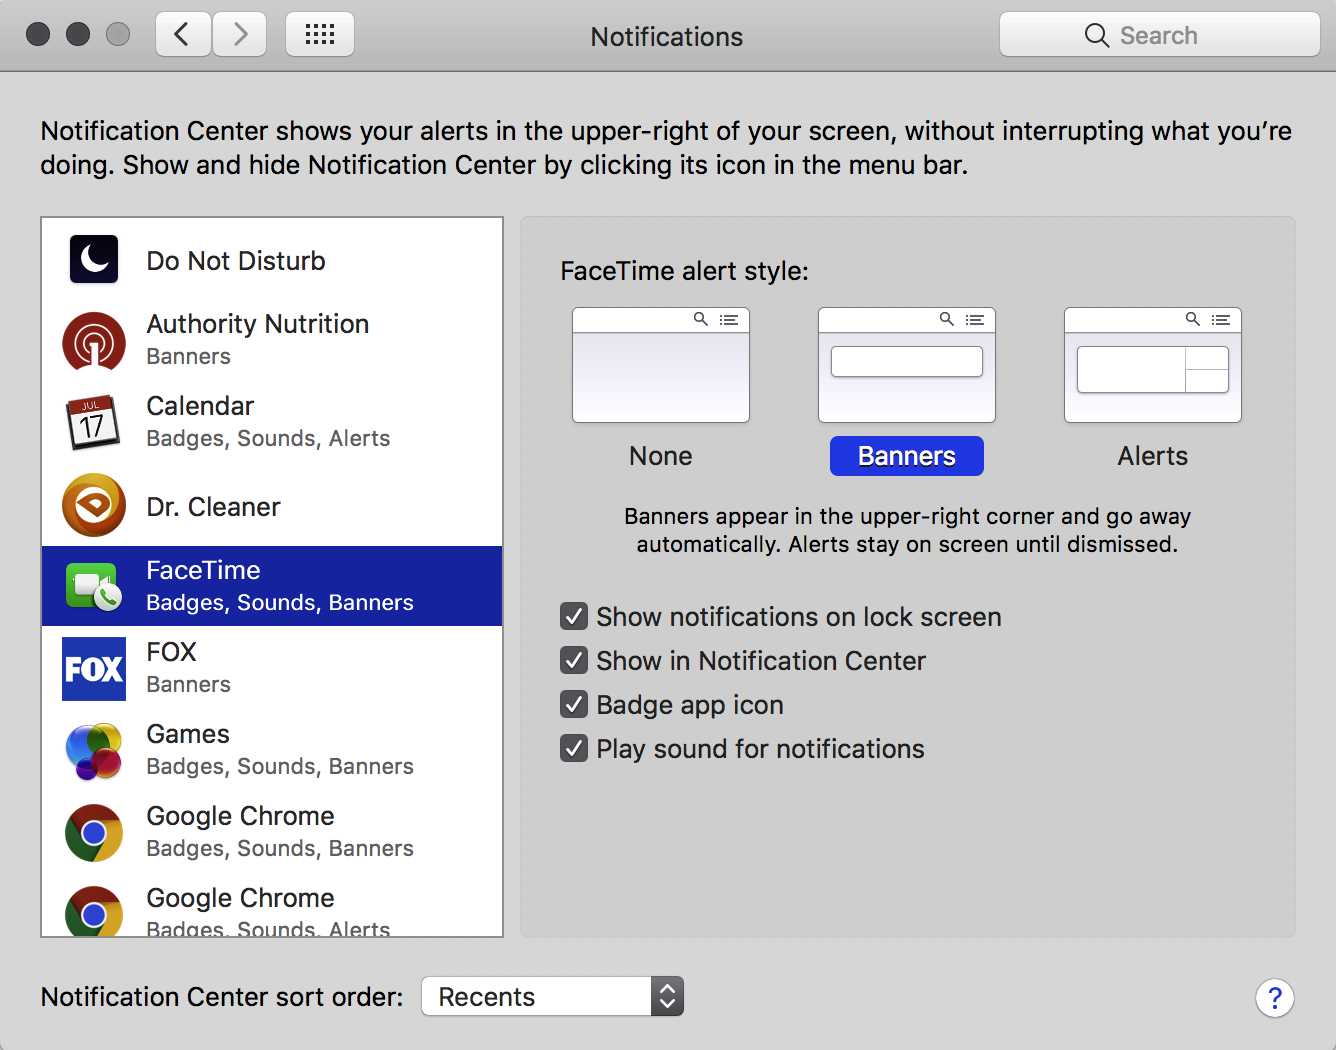 Notifications
Search
Notification Center shows your alerts in the upper-right of your screen, without interrupting what you’re
doing. Show and hide Notification Center by clicking its icon in the menu bar.
Do Not Disturb
Authority Nutrition
Banners
JUL
17
Calendar
Badges, Sounds, Alerts
Dr. Cleaner
FaceTime
Badges, Sounds, Banners
FOX
FOX
Banners
Games
Badges, Sounds, Banners
Google Chrome
Badges, Sounds, Banners
Google Chrome
Badges, Sounds, Alerts
FaceTime alert style:
None
Banners
Alerts
Banners appear in the upper-right corner and go away
automatically. Alerts stay on screen until dismissed.
Show notifications on lock screen
Show in Notification Center
Badge app icon
Play sound for notifications
Notification Center sort order:
Recents
?